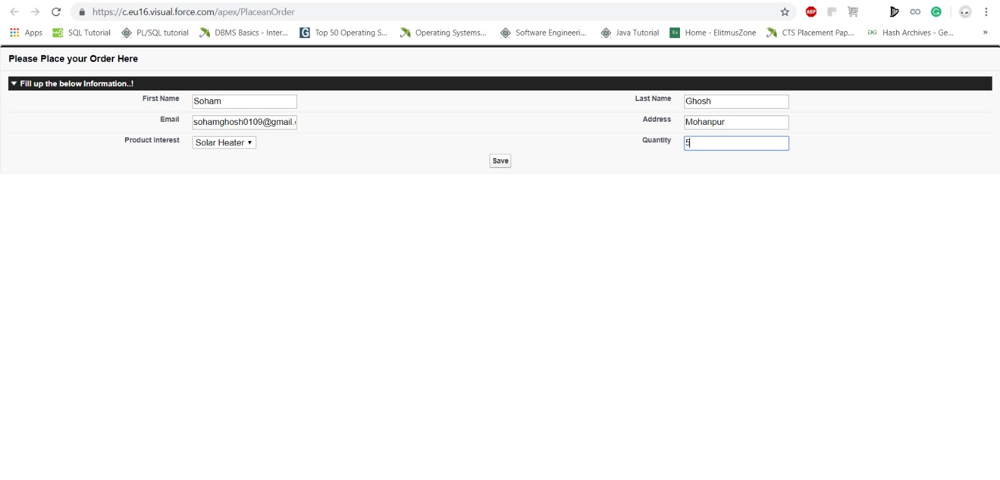 https://c.eu16.visual.force.com/apex/PlaceanOrder
ABP
Apps SQL Tutorial PL/SQL tutorial DBMS Basics - Inter... Top 50 Operating S... Operating Systems... Software Engineeri... Java Tutorial Home - ElitmusZone CTS Placement Pap... Hash Archives - Ge... »
Please Place your Order Here
Fill up the below Information..!
First Name Soham Last Name Ghosh
Email sohamghosh0109@gmail. Address Mohanpur
Product Interest Solar Heater Quantity 5
Save